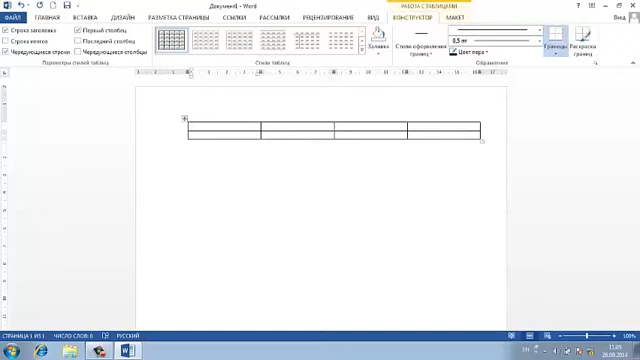 Документ1 - Word
РАБОТА С ТАБЛИЦАМИ
ФАЙЛ ГЛАВНАЯ ВСТАВКА ДИЗАЙН РАЗМЕТКА СТРАНИЦЫ ССЫЛКИ РАССЫЛКИ РЕЦЕНЗИРОВАНИЕ ВИД КОНСТРУКТОР МАКЕТ Вход
Строка заголовка Первый столбец
Строка итогов Последний столбец
Чередующиеся строки Чередующиеся столбцы
Заливка
Стили оформления границ
0,5 пт
Цвет пера
Границы
Раскраска границ
Параметры стилей таблиц Стили таблиц Обрамление
СТРАНИЦА 1 ИЗ 1 ЧИСЛО СЛОВ: 0 РУССКИЙ 100%
EN 11:05
26.09.2014